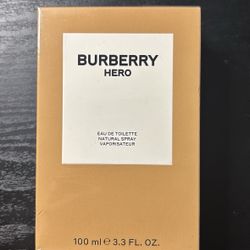 BURBERRY
HERO
EAU DE TOILETTE
NATURAL SPRAY
VAPORISATEUR
100 ml ℮ 3.3 FL. OZ.